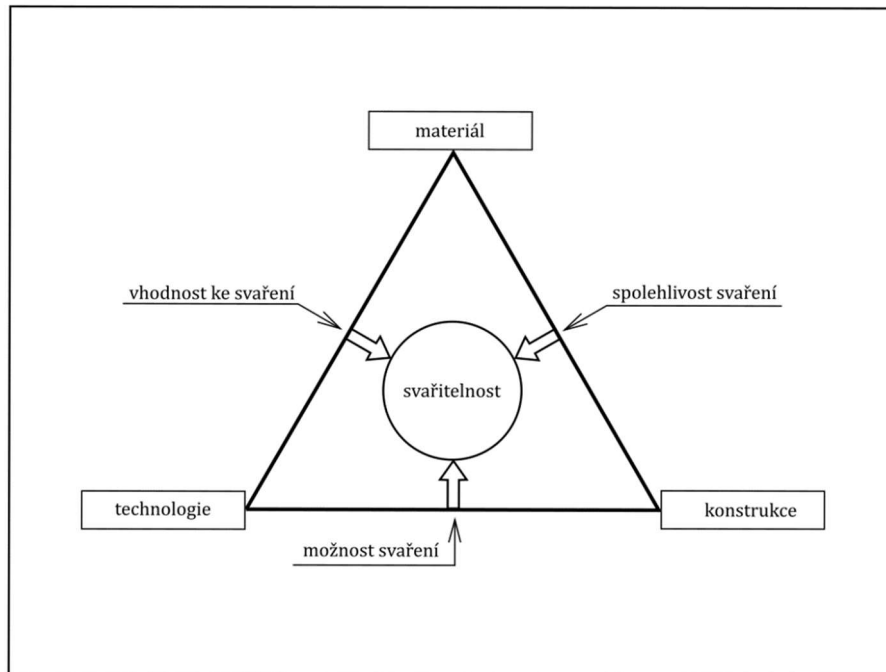 materiál
vhodnost ke svaření
spolehlivost svaření
svařitelnost
technologie
konstrukce
možnost svaření